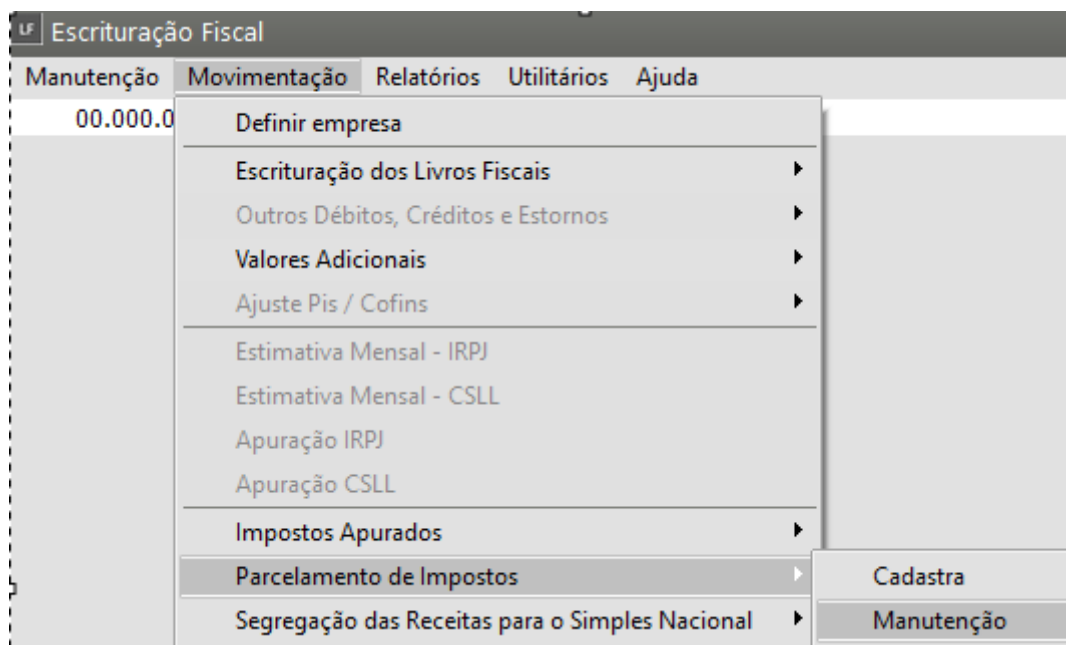 LF Escrituração Fiscal
Manutenção Movimentação Relatórios Utilitários Ajuda
00.000.0
Definir empresa
Escrituração dos Livros Fiscais
Outros Débitos, Créditos e Estornos
Valores Adicionais
Ajuste Pis / Cofins
Estimativa Mensal - IRPJ
Estimativa Mensal - CSLL
Apuração IRPJ
Apuração CSLL
Impostos Apurados
Parcelamento de Impostos Cadastra
Segregação das Receitas para o Simples Nacional Manutenção